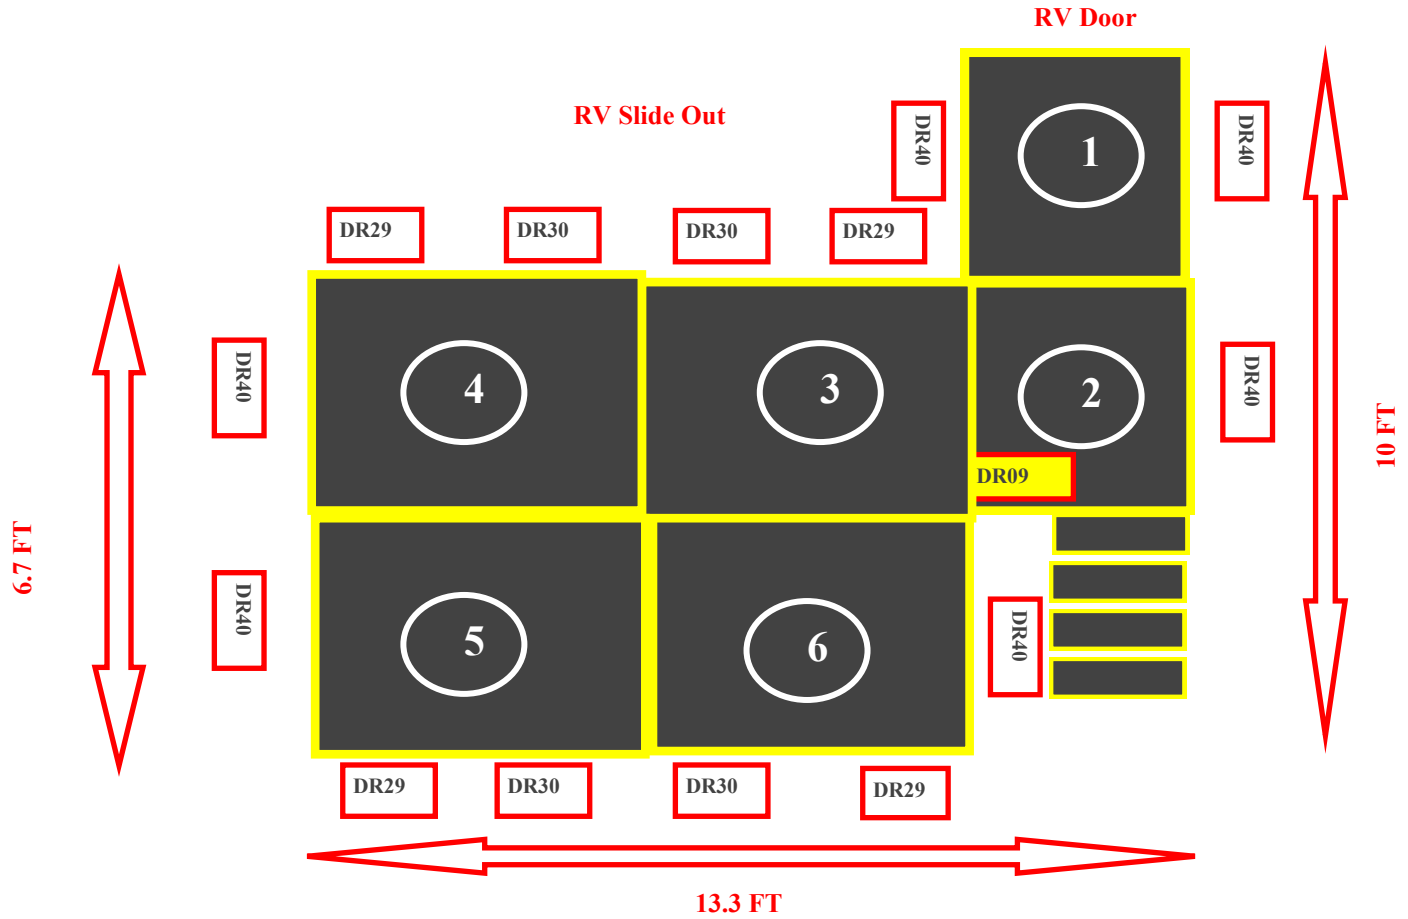 RV Door
RV Slide Out
DR40
1
DR40
DR29
DR30
DR30
DR29
DR40
4
3
2
DR40
DR09
10 FT
6.7 FT
DR40
5
6
DR40
DR29
DR30
DR30
DR29
13.3 FT